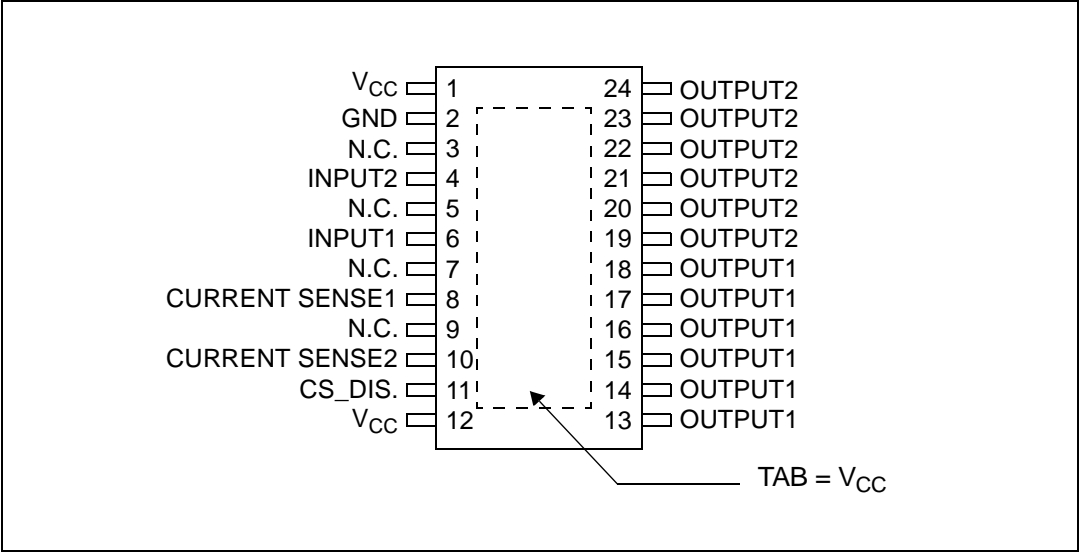 V_CC 1 24 OUTPUT2
GND 2 23 OUTPUT2
N.C. 3 22 OUTPUT2
INPUT2 4 21 OUTPUT2
N.C. 5 20 OUTPUT2
INPUT1 6 19 OUTPUT2
N.C. 7 18 OUTPUT1
CURRENT SENSE1 8 17 OUTPUT1
N.C. 9 16 OUTPUT1
CURRENT SENSE2 10 15 OUTPUT1
CS_DIS. 11 14 OUTPUT1
V_CC 12 13 OUTPUT1
TAB = V_CC